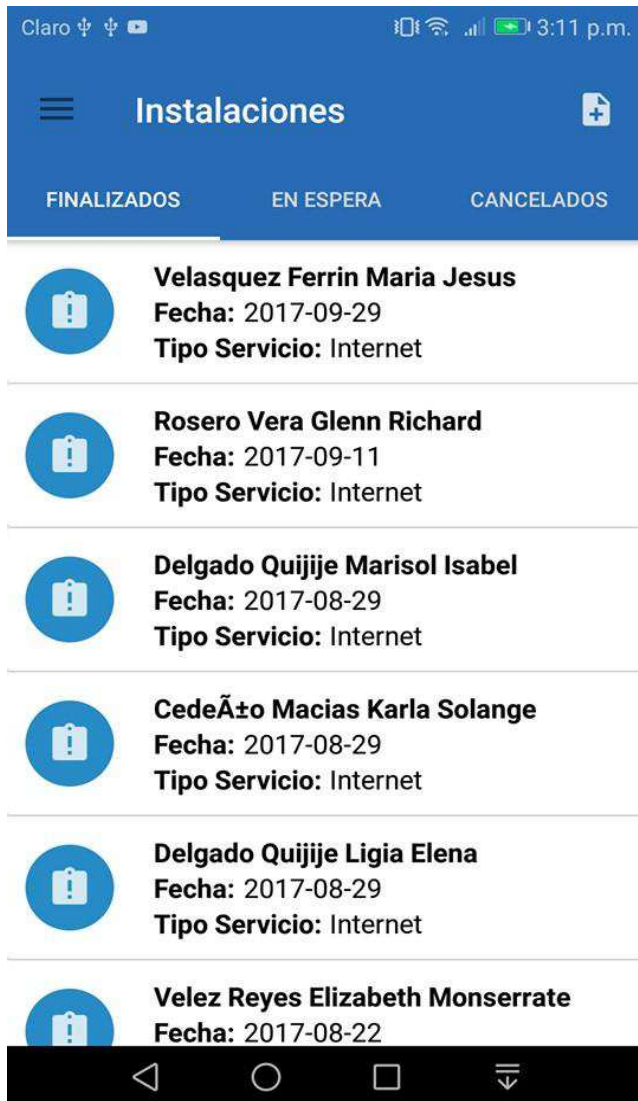 Claro 3:11 p.m.
Instalaciones
FINALIZADOS EN ESPERA CANCELADOS
Velasquez Ferrin Maria Jesus
Fecha: 2017-09-29
Tipo Servicio: Internet
Rosero Vera Glenn Richard
Fecha: 2017-09-11
Tipo Servicio: Internet
Delgado Quijije Marisol Isabel
Fecha: 2017-08-29
Tipo Servicio: Internet
CedeÃ±o Macias Karla Solange
Fecha: 2017-08-29
Tipo Servicio: Internet
Delgado Quijije Ligia Elena
Fecha: 2017-08-29
Tipo Servicio: Internet
Velez Reyes Elizabeth Monserrate
Fecha: 2017-08-22